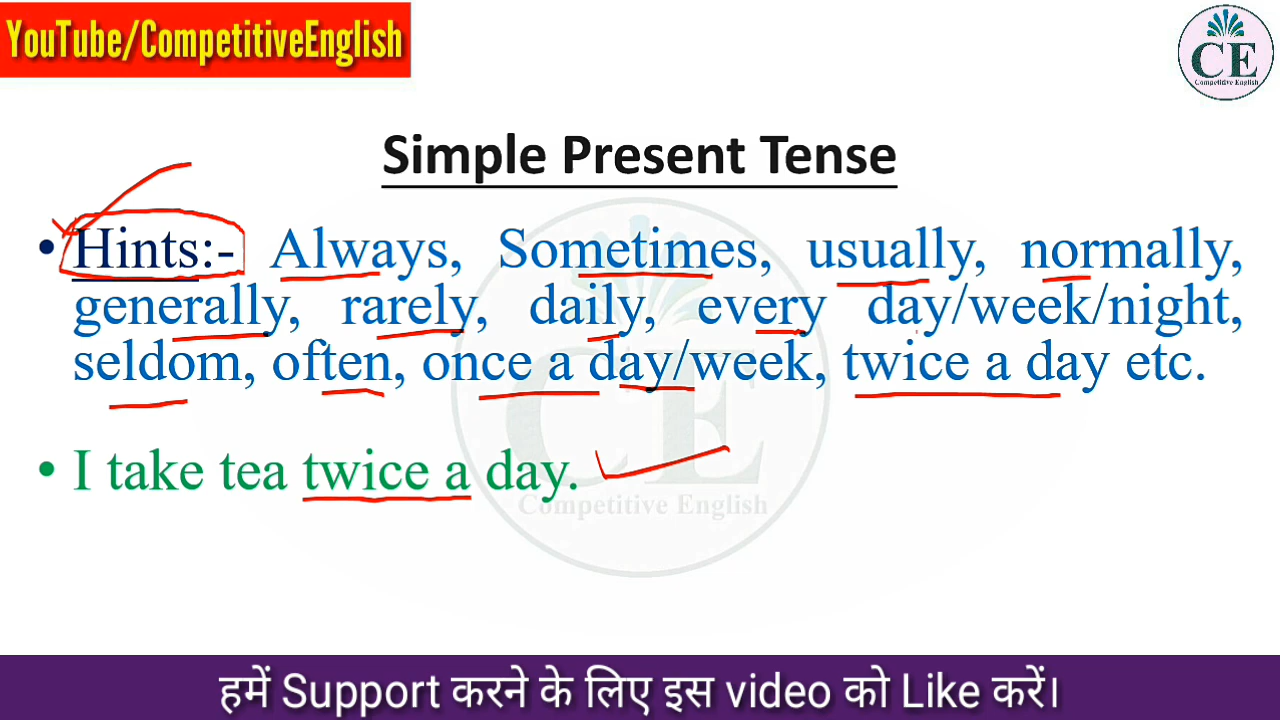 YouTube/CompetitiveEnglish
CE
Competitive English
Simple Present Tense
• Hints:- Always, Sometimes, usually, normally,
generally, rarely, daily, every day/week/night,
seldom, often, once a day/week, twice a day etc.
• I take tea twice a day.
CE
Competitive English
हमें Support करने के लिए इस video को Like करें।